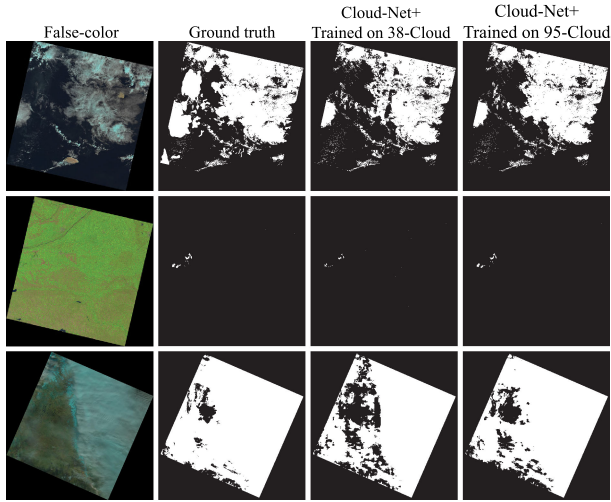 False-color
Ground truth
Cloud-Net+
Trained on 38-Cloud
Cloud-Net+
Trained on 95-Cloud